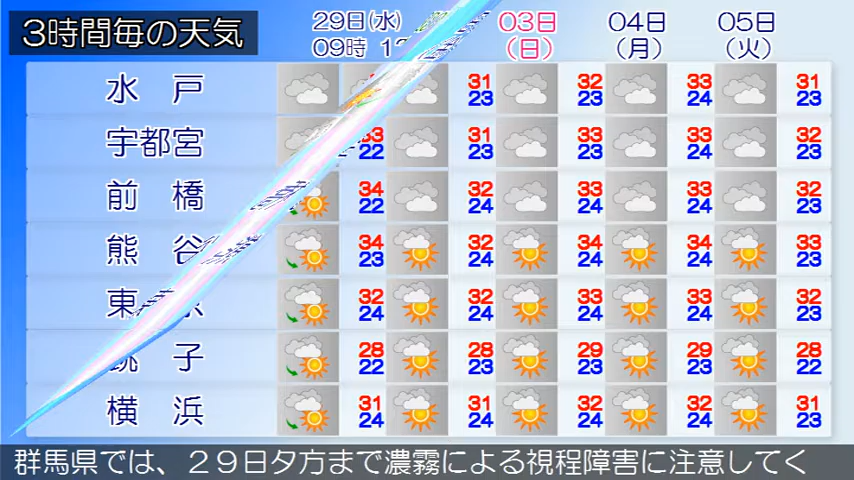 3時間毎の天気
29日(水) 03日 04日 05日
09時 (日) (月) (火)
水 戸 31 23 32 23 33 24 31 23
宇都宮 33 22 31 23 33 23 33 24 32 23
前 橋 34 22 32 24 33 24 33 24 32 23
熊 谷 34 23 32 24 34 24 34 24 33 23
東 32 24 32 24 33 24 33 24 32 23
子 28 22 28 23 29 23 29 23 28 22
横 浜 31 24 31 24 32 24 32 24 31 23
群馬県では、29日夕方まで濃霧による視程障害に注意してく